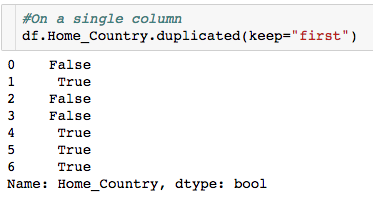 #On a single column
df.Home_Country.duplicated(keep="first")
0    False
1     True
2    False
3    False
4     True
5     True
6     True
Name: Home_Country, dtype: bool